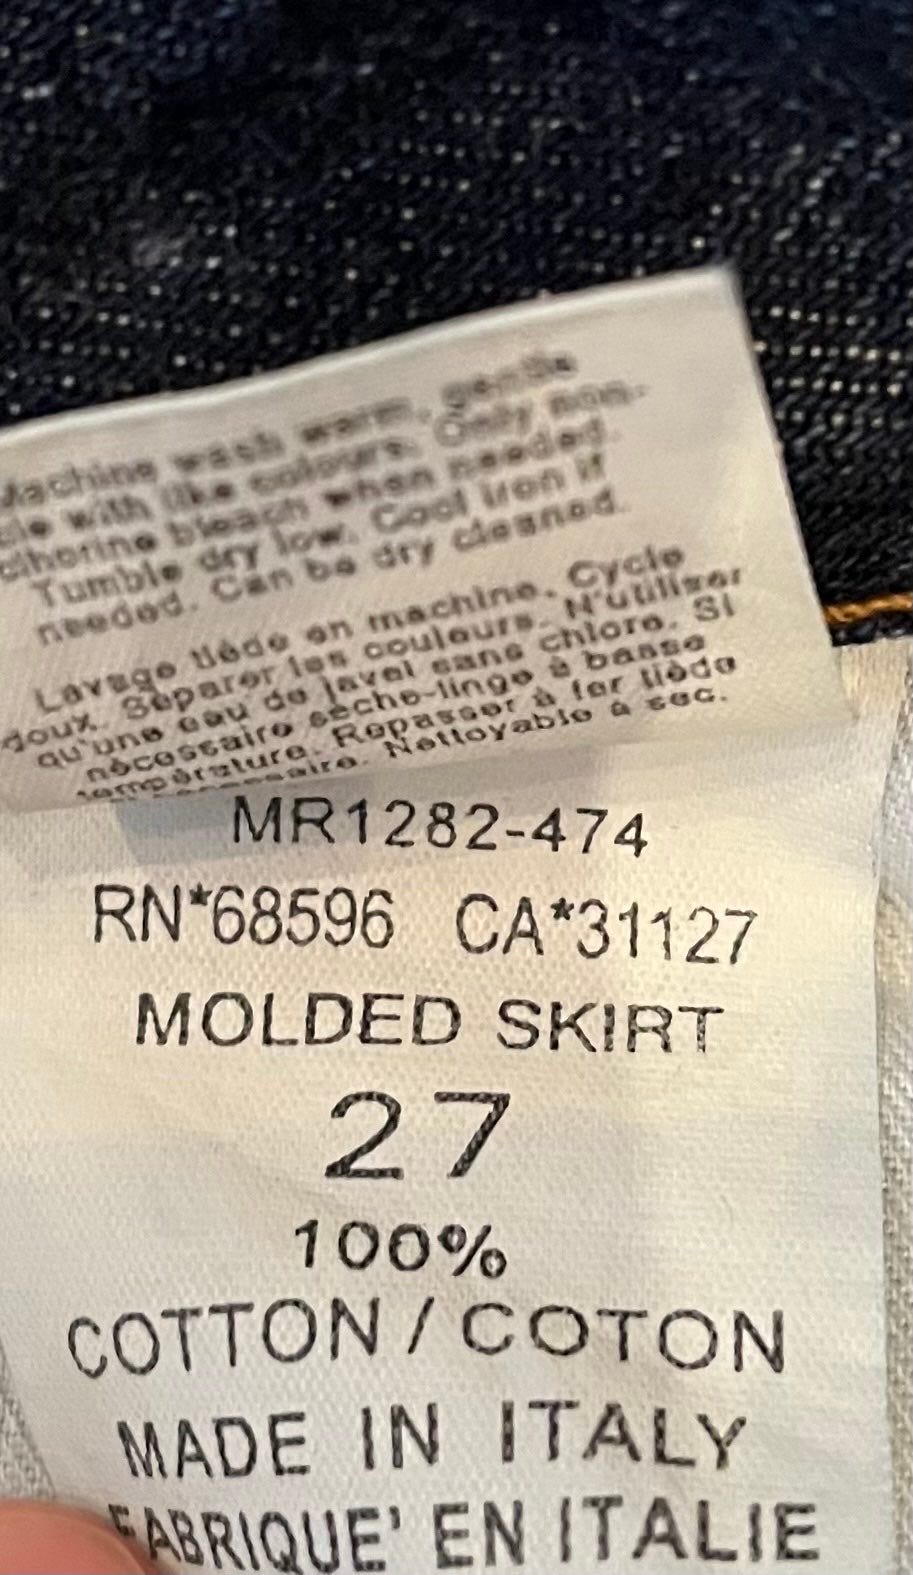 Machine wash warm, gentle
cle with like colours. Only non-
clhorine bleach when needed.
Tumble dry low. Cool iron if
needed. Can be dry cleaned.
Lavage tiède en machine. Cycle
doux. Séparer les couleurs. N'utiliser
qu'une eau de javel sans chlore. Si
nécessaire sèche-linge à basse
température. Repasser à fer tiède
Nettoyable à sec.
MR1282-474
RN*68596 CA*31127
MOLDED SKIRT
27
100%
COTTON / COTON
MADE IN ITALY
FABRIQUE' EN ITALIE